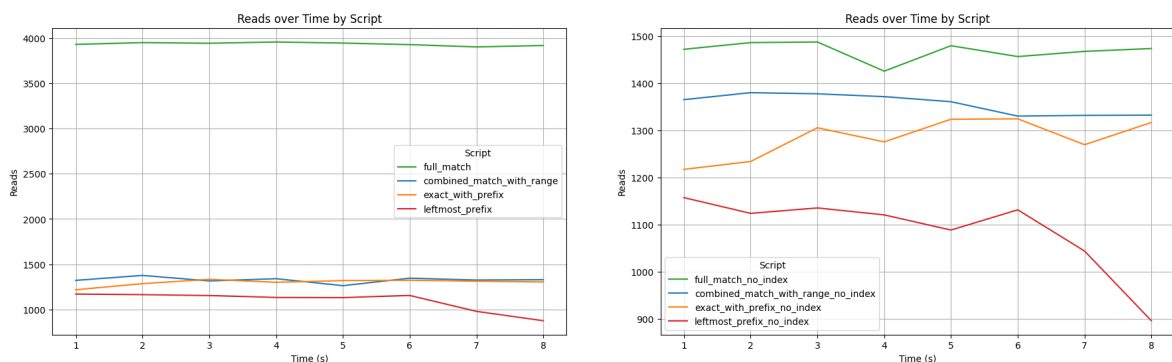 Reads over Time by Script
4000
3500
3000
2500
2000
1500
1000
Reads
Script
full_match
combined_match_with_range
exact_with_prefix
leftmost_prefix
1 2 3 4 5 6 7 8
Time (s)
Reads over Time by Script
1500
1400
1300
1200
1100
1000
900
Reads
Script
full_match_no_index
combined_match_with_range_no_index
exact_with_prefix_no_index
leftmost_prefix_no_index
1 2 3 4 5 6 7 8
Time (s)